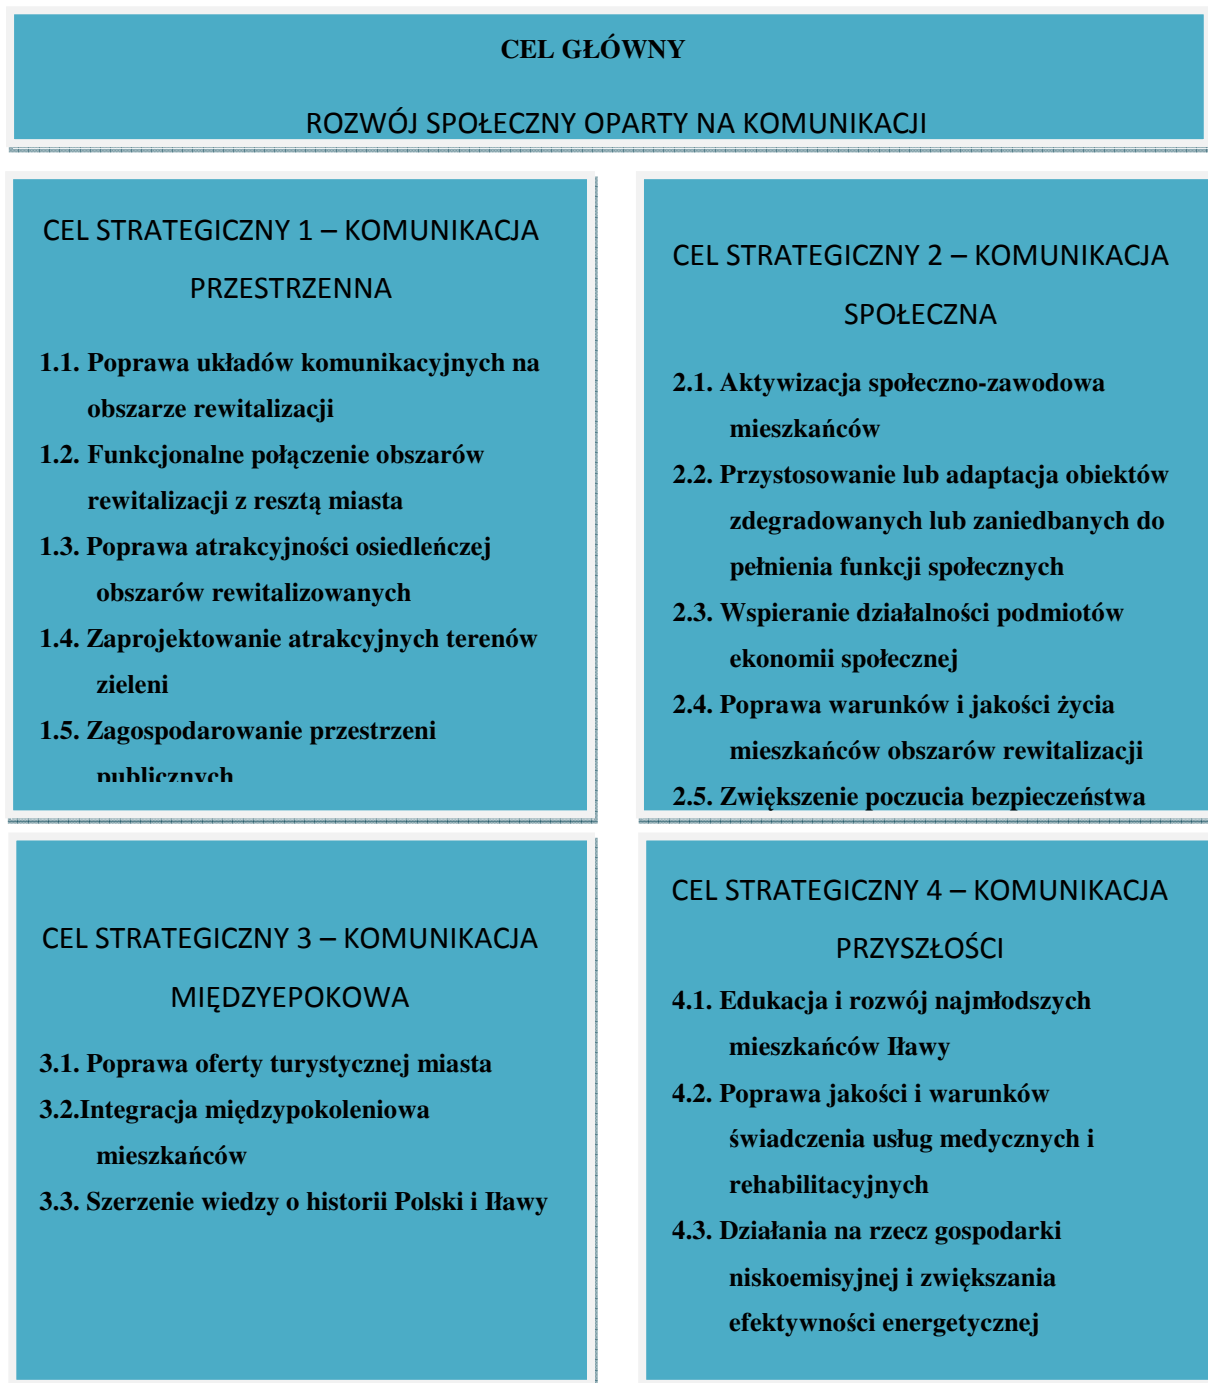 CEL GŁÓWNY
ROZWÓJ SPOŁECZNY OPARTY NA KOMUNIKACJI
CEL STRATEGICZNY 1 – KOMUNIKACJA
PRZESTRZENNA
1.1. Poprawa układów komunikacyjnych na
obszarze rewitalizacji
1.2. Funkcjonalne połączenie obszarów
rewitalizacji z resztą miasta
1.3. Poprawa atrakcyjności osiedleńczej
obszarów rewitalizowanych
1.4. Zaprojektowanie atrakcyjnych terenów
zieleni
1.5. Zagospodarowanie przestrzeni
publicznych
CEL STRATEGICZNY 2 – KOMUNIKACJA
SPOŁECZNA
2.1. Aktywizacja społeczno-zawodowa
mieszkańców
2.2. Przystosowanie lub adaptacja obiektów
zdegradowanych lub zaniedbanych do
pełnienia funkcji społecznych
2.3. Wspieranie działalności podmiotów
ekonomii społecznej
2.4. Poprawa warunków i jakości życia
mieszkańców obszarów rewitalizacji
2.5. Zwiększenie poczucia bezpieczeństwa
CEL STRATEGICZNY 3 – KOMUNIKACJA
MIĘDZYEPOKOWA
3.1. Poprawa oferty turystycznej miasta
3.2.Integracja międzypokoleniowa
mieszkańców
3.3. Szerzenie wiedzy o historii Polski i Iławy
CEL STRATEGICZNY 4 – KOMUNIKACJA
PRZYSZŁOŚCI
4.1. Edukacja i rozwój najmłodszych
mieszkańców Iławy
4.2. Poprawa jakości i warunków
świadczenia usług medycznych i
rehabilitacyjnych
4.3. Działania na rzecz gospodarki
niskoemisyjnej i zwiększania
efektywności energetycznej